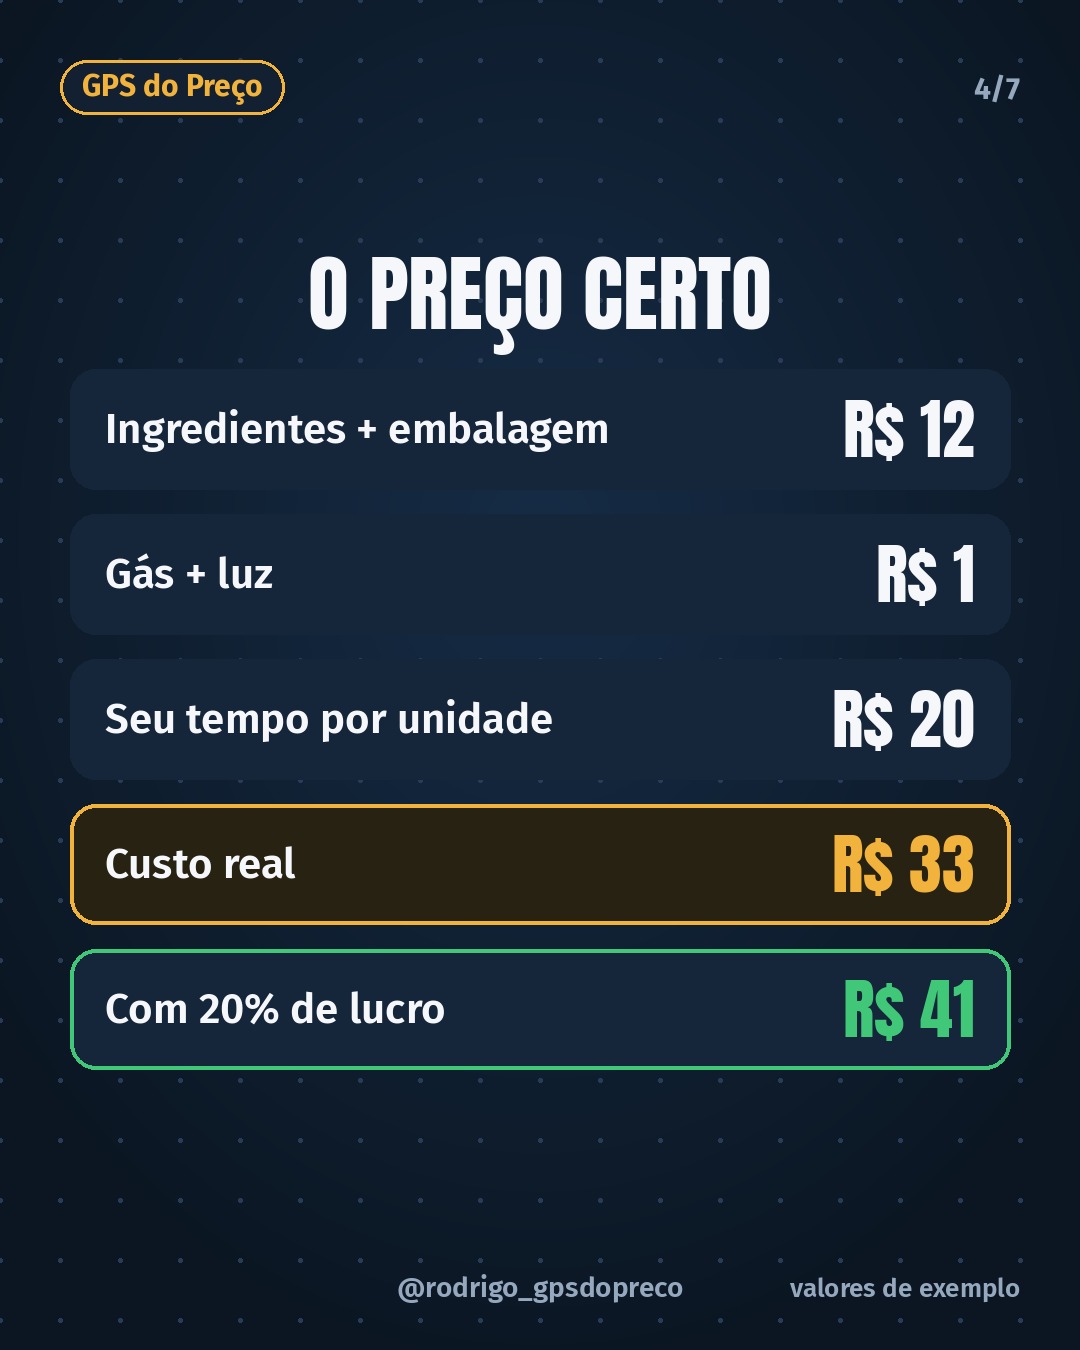 GPS do Preço
4/7
O PREÇO CERTO
Ingredientes + embalagem R$ 12
Gás + luz R$ 1
Seu tempo por unidade R$ 20
Custo real R$ 33
Com 20% de lucro R$ 41
@rodrigo_gpsdopreco
valores de exemplo